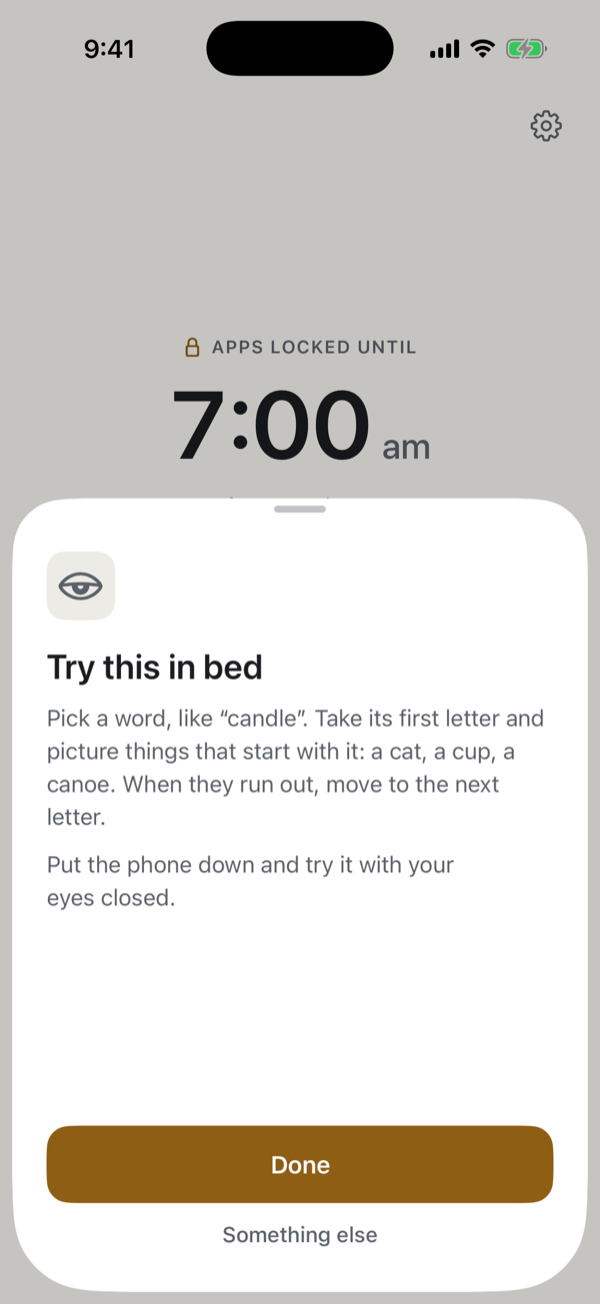 9:41
APPS LOCKED UNTIL
7:00 am
Try this in bed
Pick a word, like “candle”. Take its first letter and
picture things that start with it: a cat, a cup, a
canoe. When they run out, move to the next
letter.
Put the phone down and try it with your
eyes closed.
Done
Something else